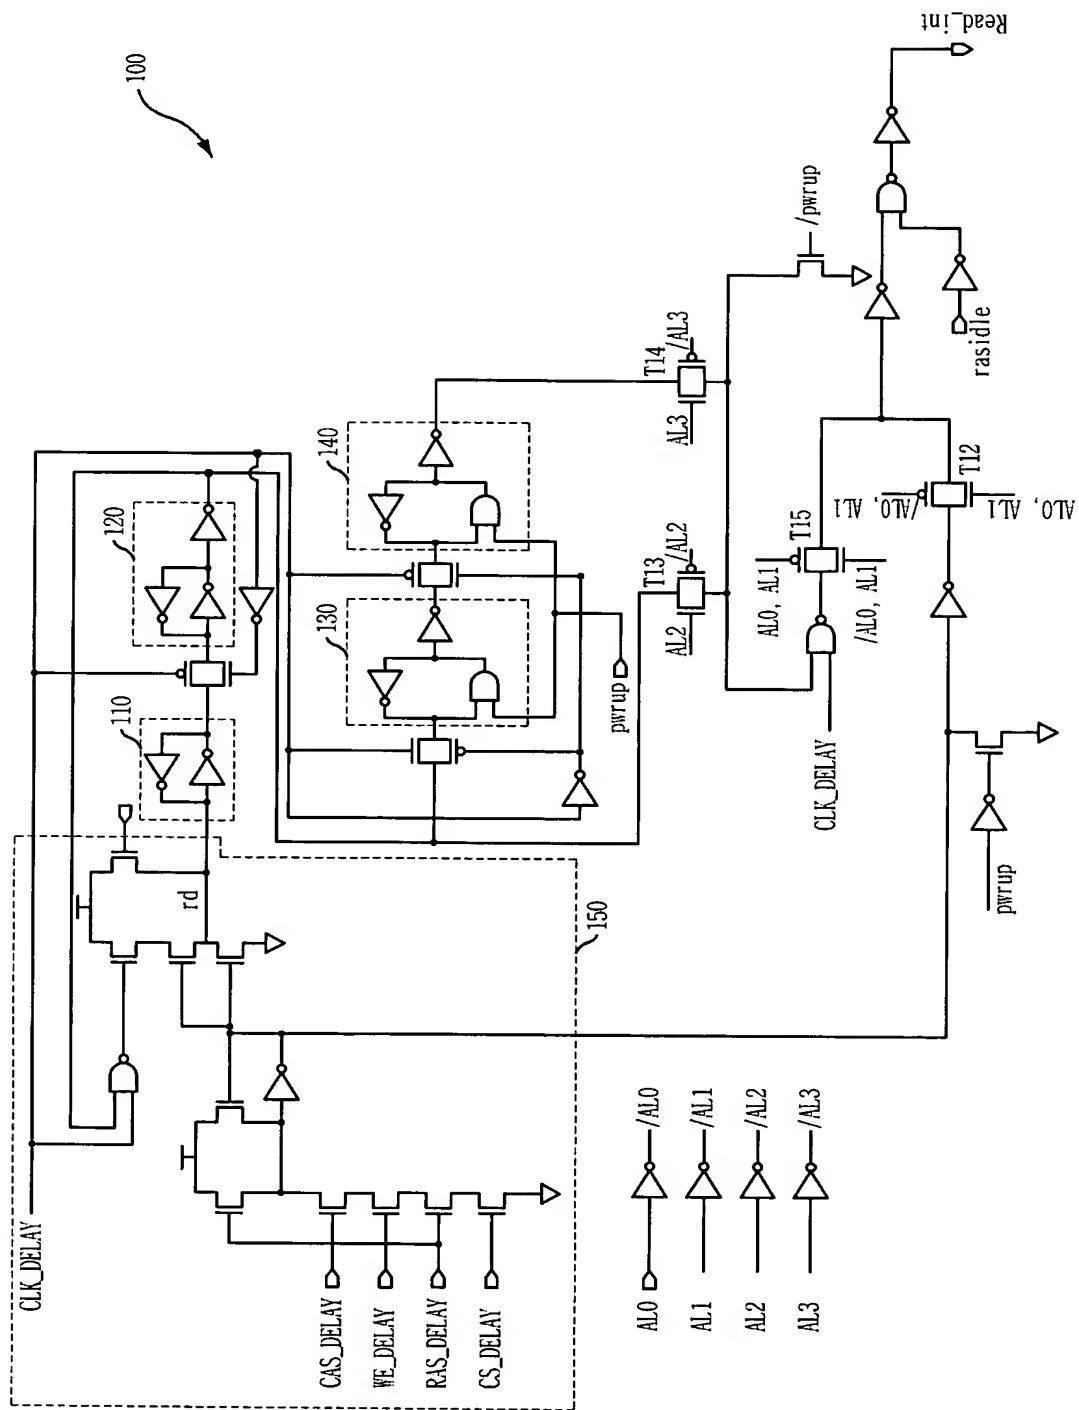 Read_int
100
/pwrup
rasidle
120
110
140
130
T14
/AL3
AL3
T13
/AL2
AL2
pwrup
T12
/AL0, AL1
AL0, AL1
T15
AL0, AL1
/AL0, AL1
CLK_DELAY
pwrup
rd
150
CLK_DELAY
CAS_DELAY
WE_DELAY
RAS_DELAY
CS_DELAY
AL0
/AL0
AL1
/AL1
AL2
/AL2
AL3
/AL3